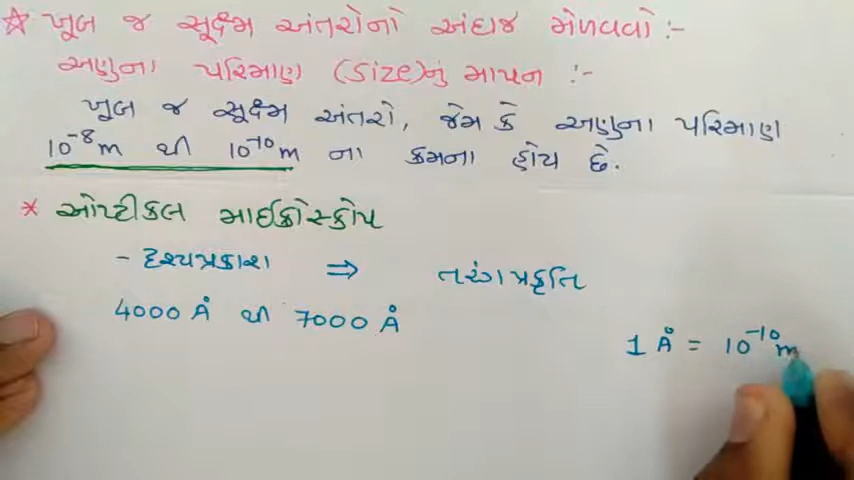 ☆ ખૂબ જ સૂક્ષ્મ અંતરોનો અંદાજ મેળવવો :-
અણુના પરિમાણ (size)નું માપન :-
ખૂબ જ સૂક્ષ્મ અંતરો, જેમ કે અણુના પરિમાણ
10⁻⁸m થી 10⁻¹⁰m ના ક્રમના હોય છે.
* ઓપ્ટીકલ માઈક્રોસ્કોપ
- દૃશ્યપ્રકાશ ⇒ તરંગપ્રકૃતિ
4000 Å થી 7000 Å
1 Å = 10⁻¹⁰m